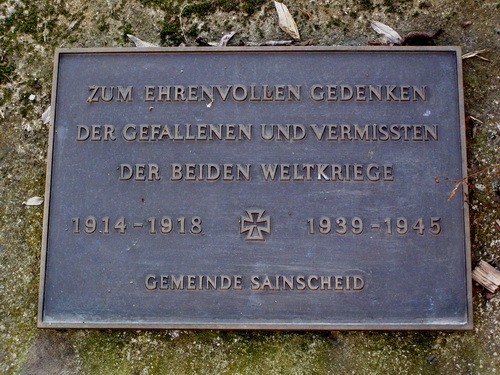 ZUM EHRENVOLLEN GEDENKEN
DER GEFALLENEN UND VERMISSTEN
DER BEIDEN WELTKRIEGE
1914-1918 1939-1945
GEMEINDE SAINSCHEID